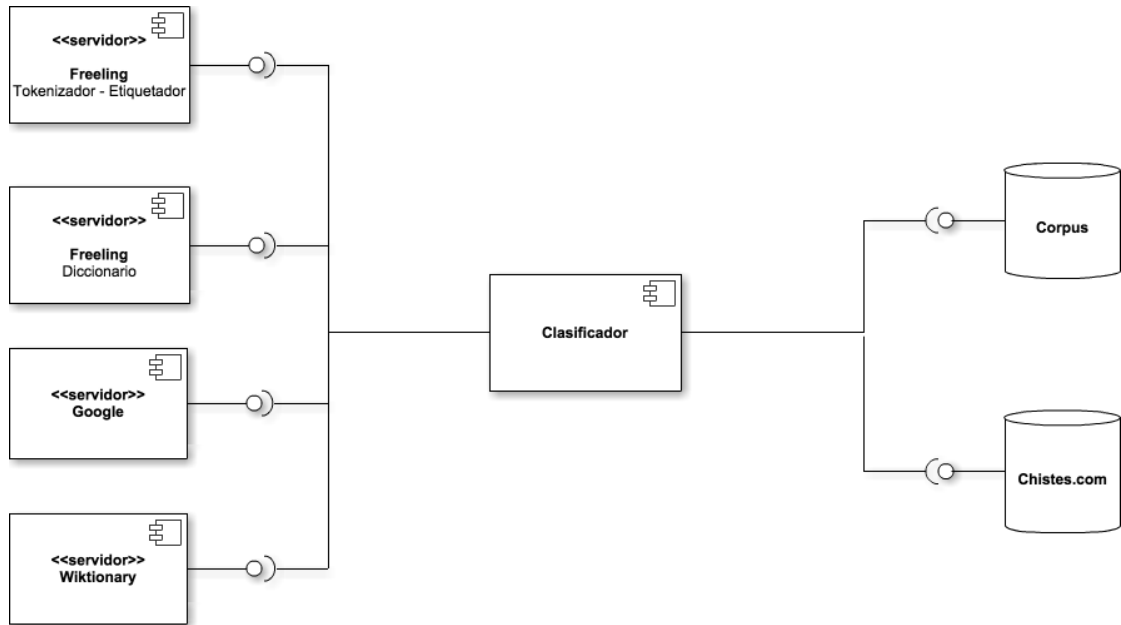 <<servidor>>
Freeling
Tokenizador - Etiquetador
<<servidor>>
Freeling
Diccionario
<<servidor>>
Google
<<servidor>>
Wiktionary
Clasificador
Corpus
Chistes.com